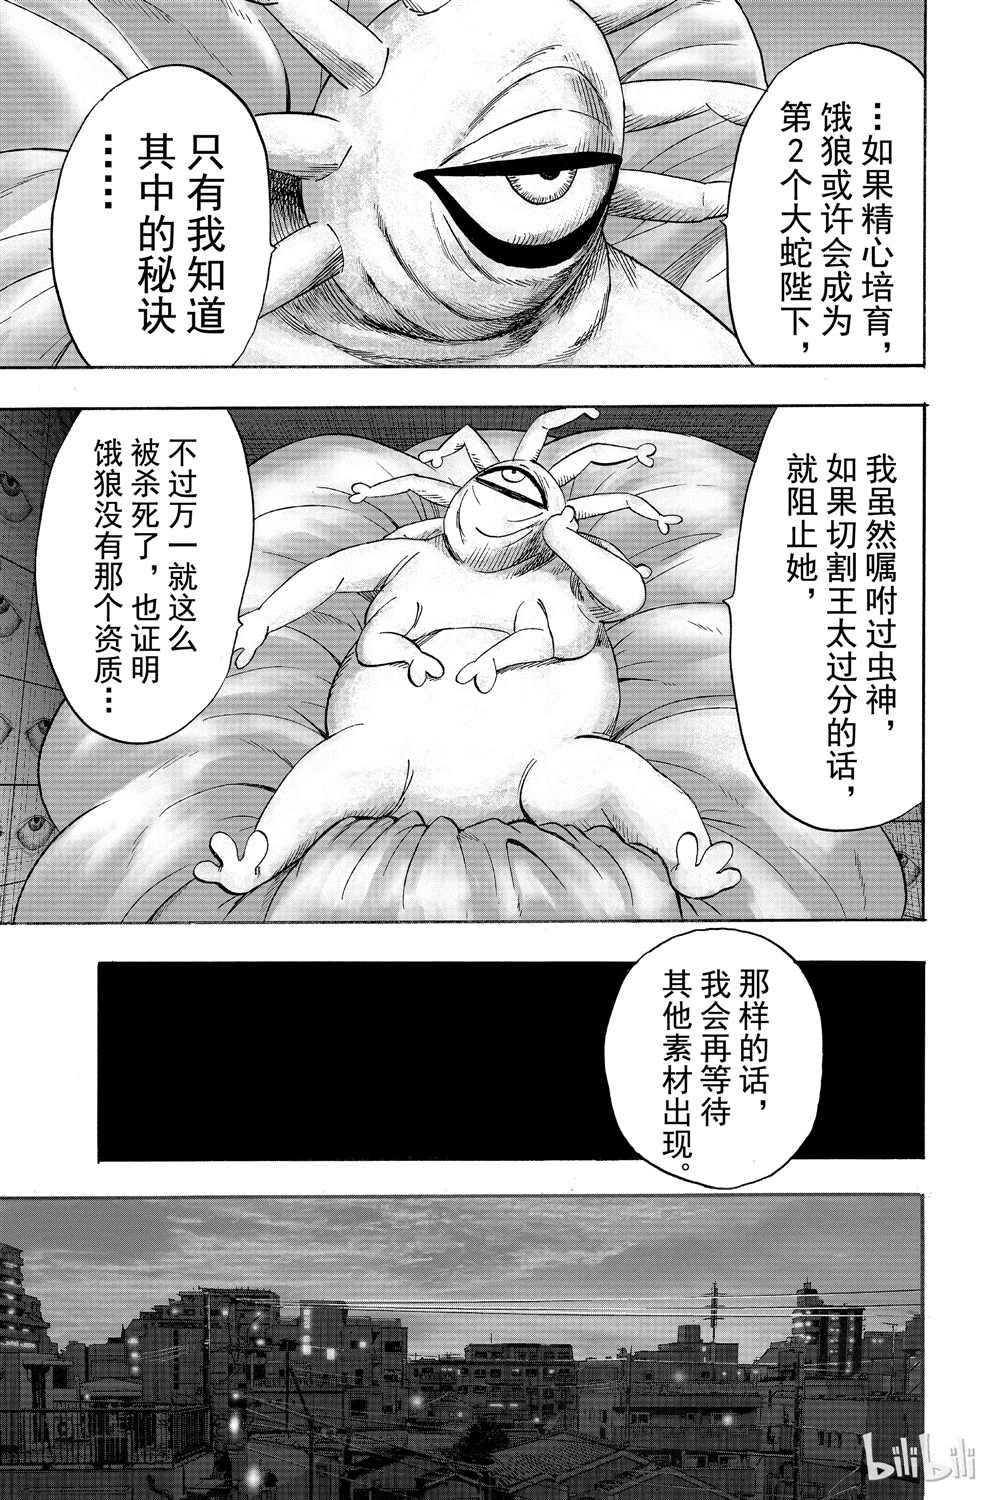 …如果精心培育，
饿狼或许会成为
第2个大蛇陛下，
只有我知道
其中的秘诀
……
我虽然嘱咐过虫神，
如果切割王太过分的话，
就阻止她，
不过万一就这么
被杀死了，也证明
饿狼没有那个资质…
那样的话，
我会再等待
其他素材出现。
bilibili